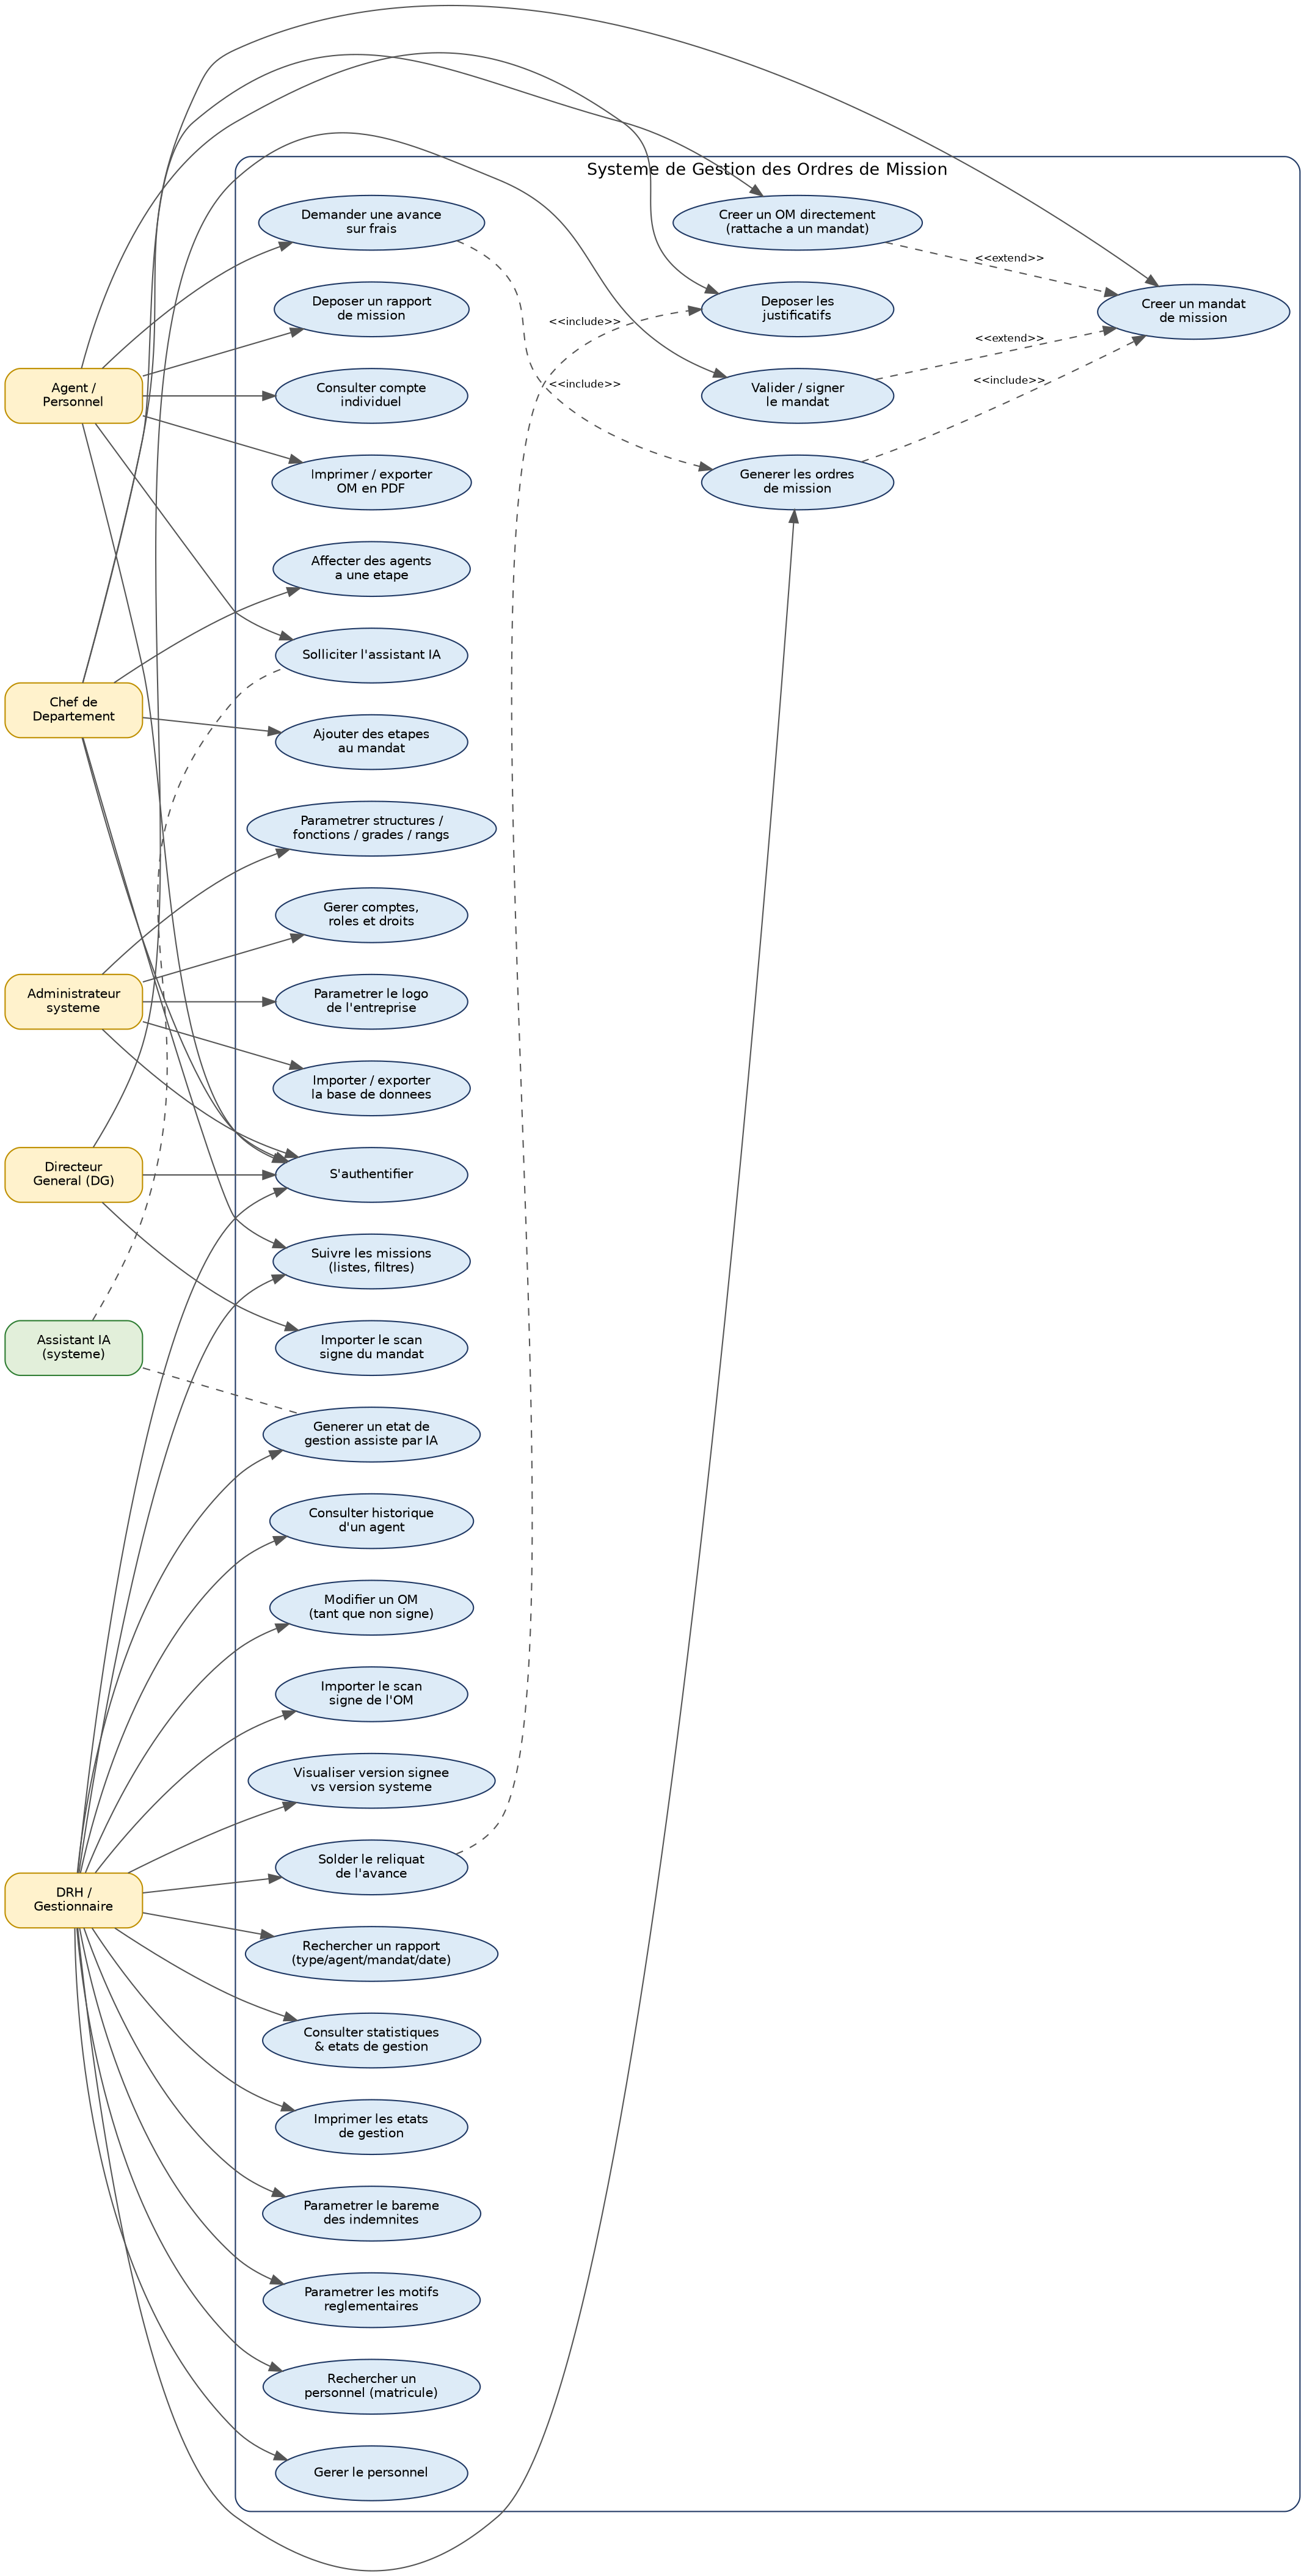 Systeme de Gestion des Ordres de Mission
Demander une avance
sur frais
Creer un OM directement
(rattache a un mandat)
<<extend>>
Deposer un rapport
de mission
Deposer les
justificatifs
Creer un mandat
de mission
<<include>>
<<extend>>
Agent /
Personnel
Consulter compte
individuel
<<include>>
Valider / signer
le mandat
<<include>>
Imprimer / exporter
OM en PDF
Generer les ordres
de mission
Affecter des agents
a une etape
Solliciter l'assistant IA
Chef de
Departement
Ajouter des etapes
au mandat
Parametrer structures /
fonctions / grades / rangs
Gerer comptes,
roles et droits
Administrateur
systeme
Parametrer le logo
de l'entreprise
Importer / exporter
la base de donnees
Directeur
General (DG)
S'authentifier
Suivre les missions
(listes, filtres)
Assistant IA
(systeme)
Importer le scan
signe du mandat
Generer un etat de
gestion assiste par IA
Consulter historique
d'un agent
Modifier un OM
(tant que non signe)
Importer le scan
signe de l'OM
Visualiser version signee
vs version systeme
Solder le reliquat
de l'avance
DRH /
Gestionnaire
Rechercher un rapport
(type/agent/mandat/date)
Consulter statistiques
& etats de gestion
Imprimer les etats
de gestion
Parametrer le bareme
des indemnites
Parametrer les motifs
reglementaires
Rechercher un
personnel (matricule)
Gerer le personnel